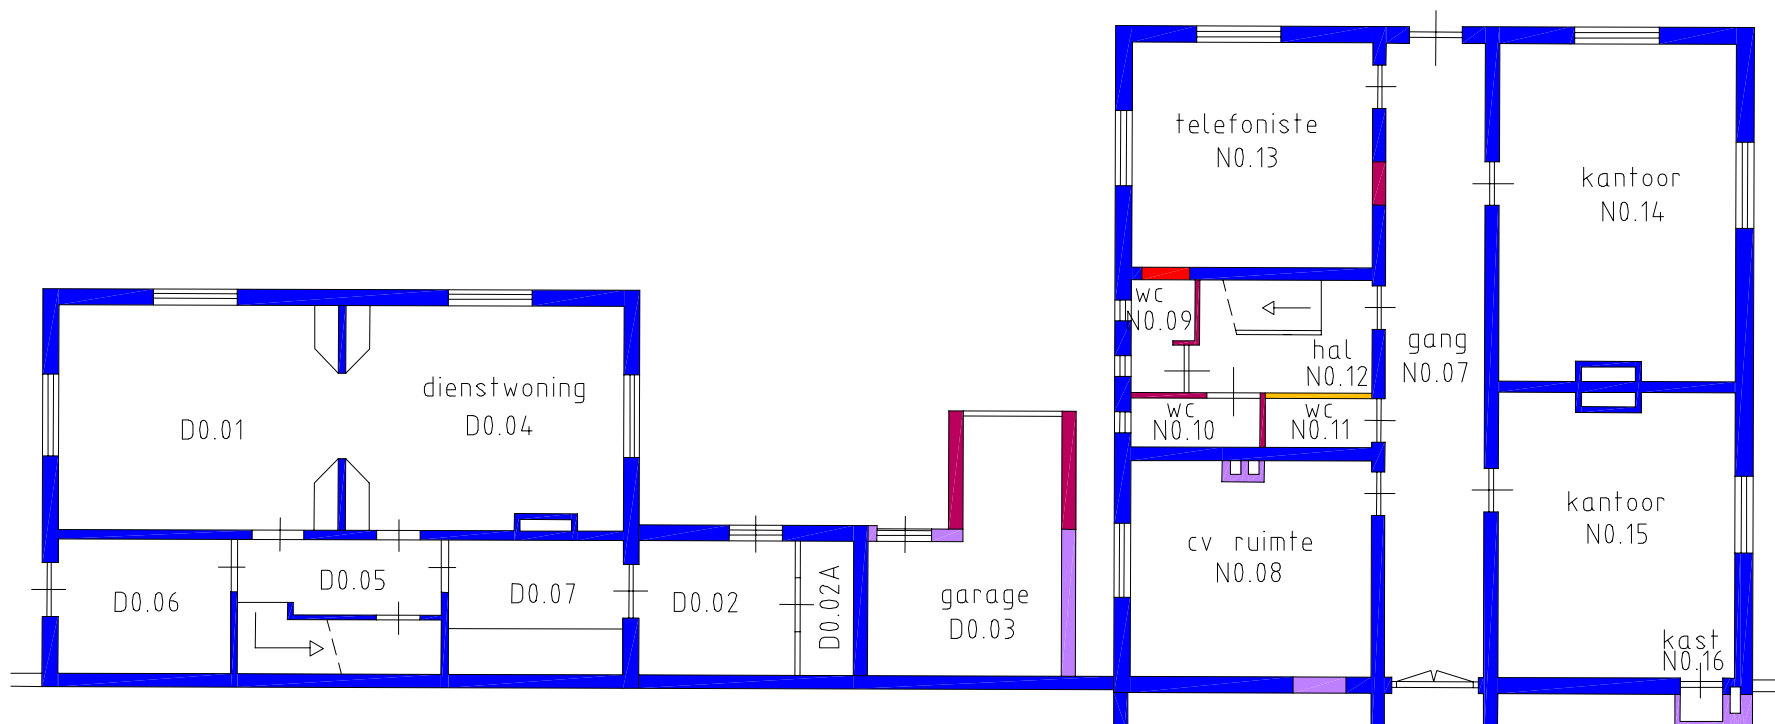 telefoniste
N0.13
kantoor
N0.14
wc
N0.09
hal
N0.12
gang
N0.07
wc
N0.10
wc
N0.11
dienstwoning
D0.04
D0.01
kantoor
N0.15
cv ruimte
N0.08
D0.05
D0.06
D0.07
D0.02
D0.02A
garage
D0.03
kast
N0.16